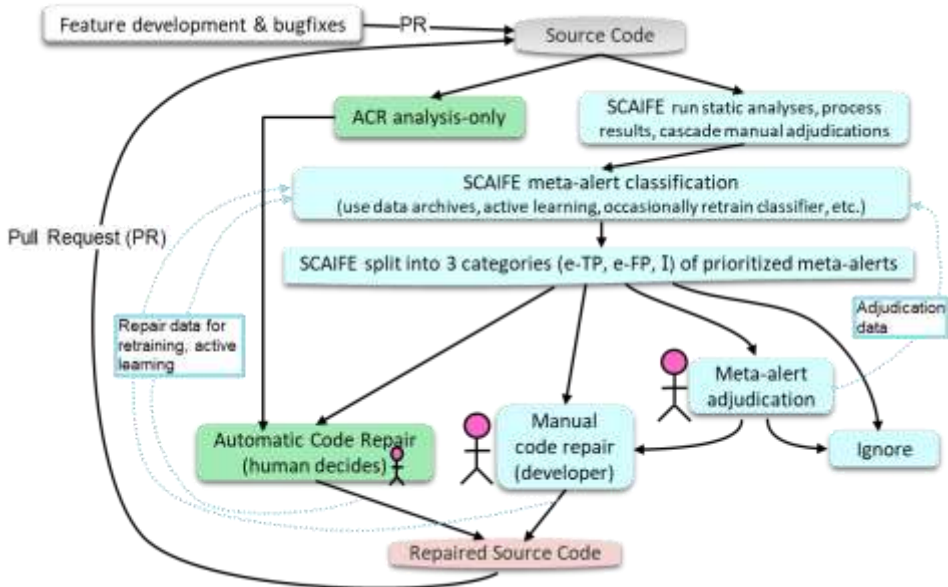 Feature development & bugfixes
PR
Source Code
ACR analysis-only
SCAIFE run static analyses, process
results, cascade manual adjudications
SCAIFE meta-alert classification
(use data archives, active learning, occasionally retrain classifier, etc.)
Pull Request (PR)
SCAIFE split into 3 categories (e-TP, e-FP, I) of prioritized meta-alerts
Repair data for
retraining, active
learning
Adjudication
data
Meta-alert
adjudication
Automatic Code Repair
(human decides)
Manual
code repair
(developer)
Ignore
Repaired Source Code